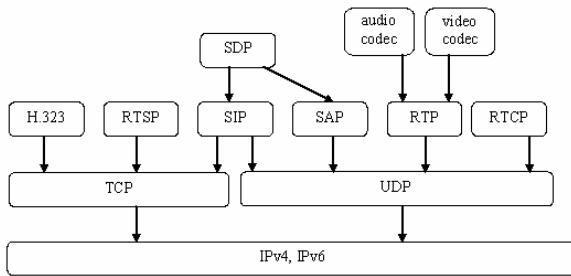 audio
codec
video
codec
SDP
H.323
RTSP
SIP
SAP
RTP
RTCP
TCP
UDP
IPv4, IPv6